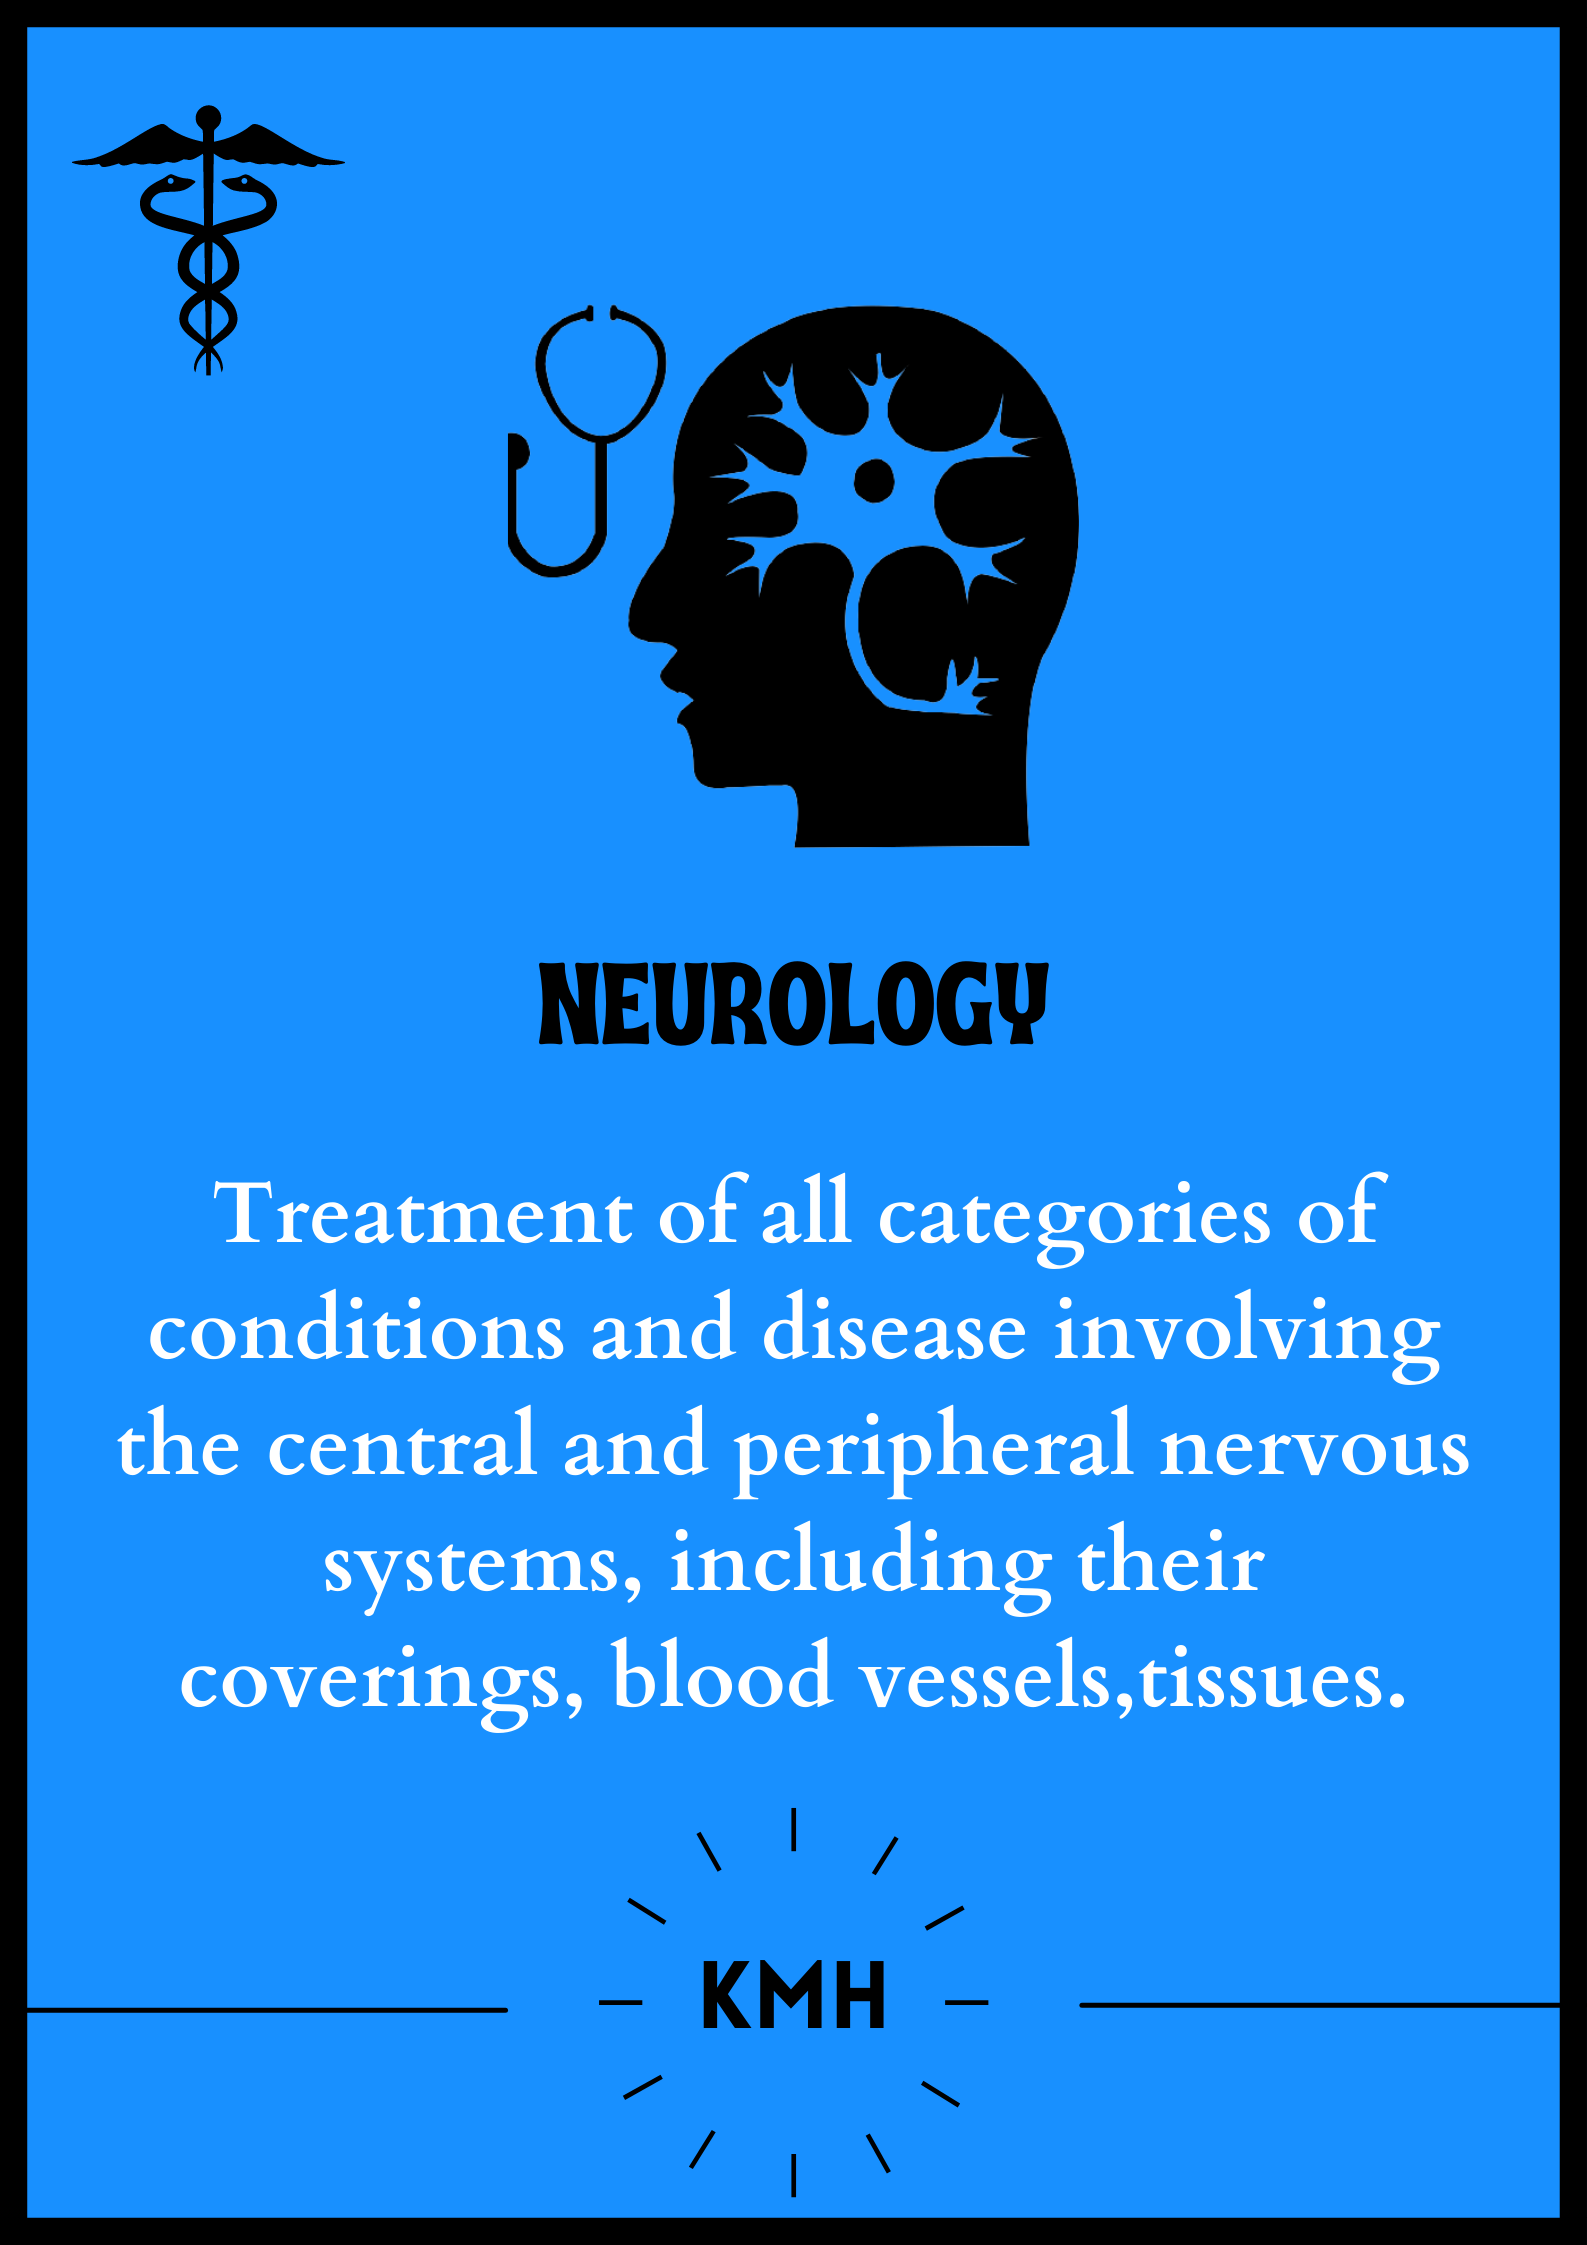 NEUROLOGY
Treatment of all categories of
conditions and disease involving
the central and peripheral nervous
systems, including their
coverings, blood vessels,tissues.
KMH